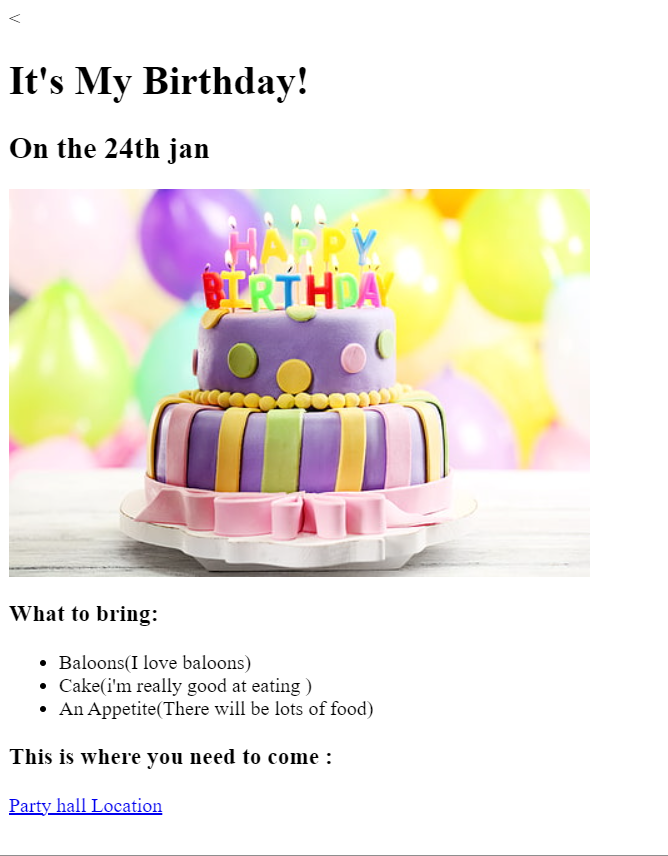 <
It's My Birthday!
On the 24th jan
HAPPY
BIRTHDAY
What to bring:
Baloons(I love baloons)
Cake(i'm really good at eating )
An Appetite(There will be lots of food)
This is where you need to come :
Party hall Location